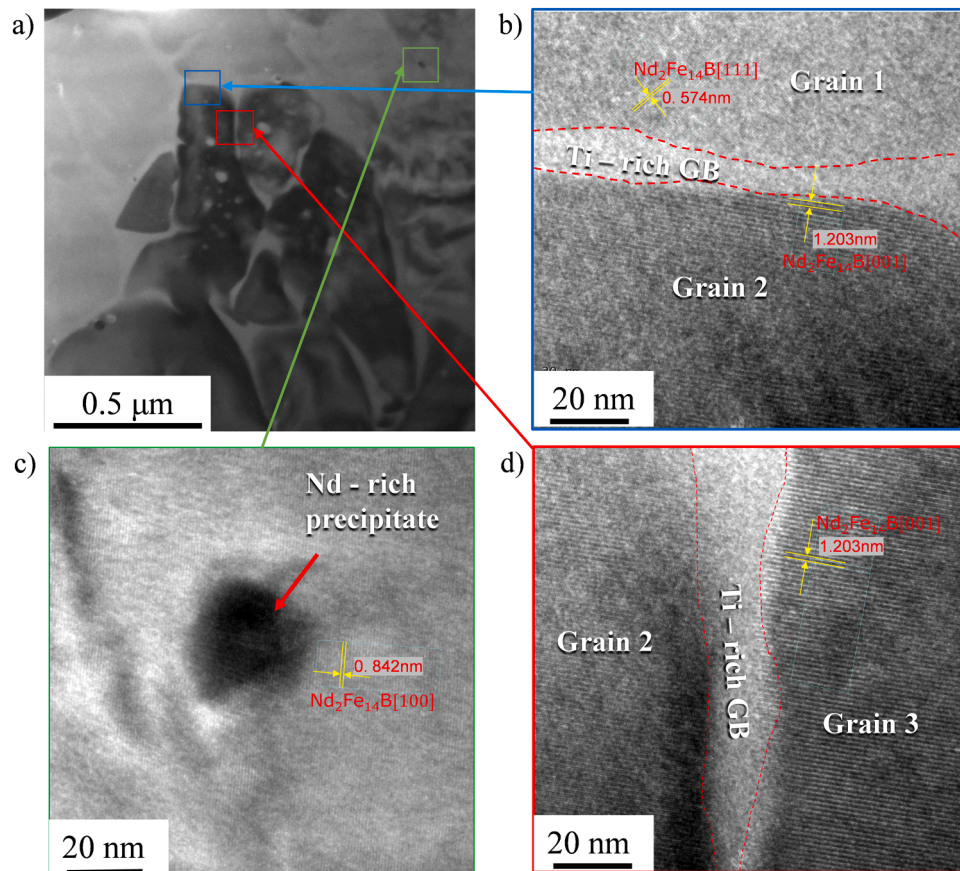 a)
0.5 μm
b)
Nd₂Fe₁₄B[111]
0. 574nm
Grain 1
Ti – rich GB
1.203nm
Nd₂Fe₁₄B[001]
Grain 2
20 nm
c)
Nd - rich
precipitate
0. 842nm
Nd₂Fe₁₄B[100]
20 nm
d)
Nd₂Fe₁₄B[001]
1.203nm
Grain 2
Ti – rich GB
Grain 3
20 nm